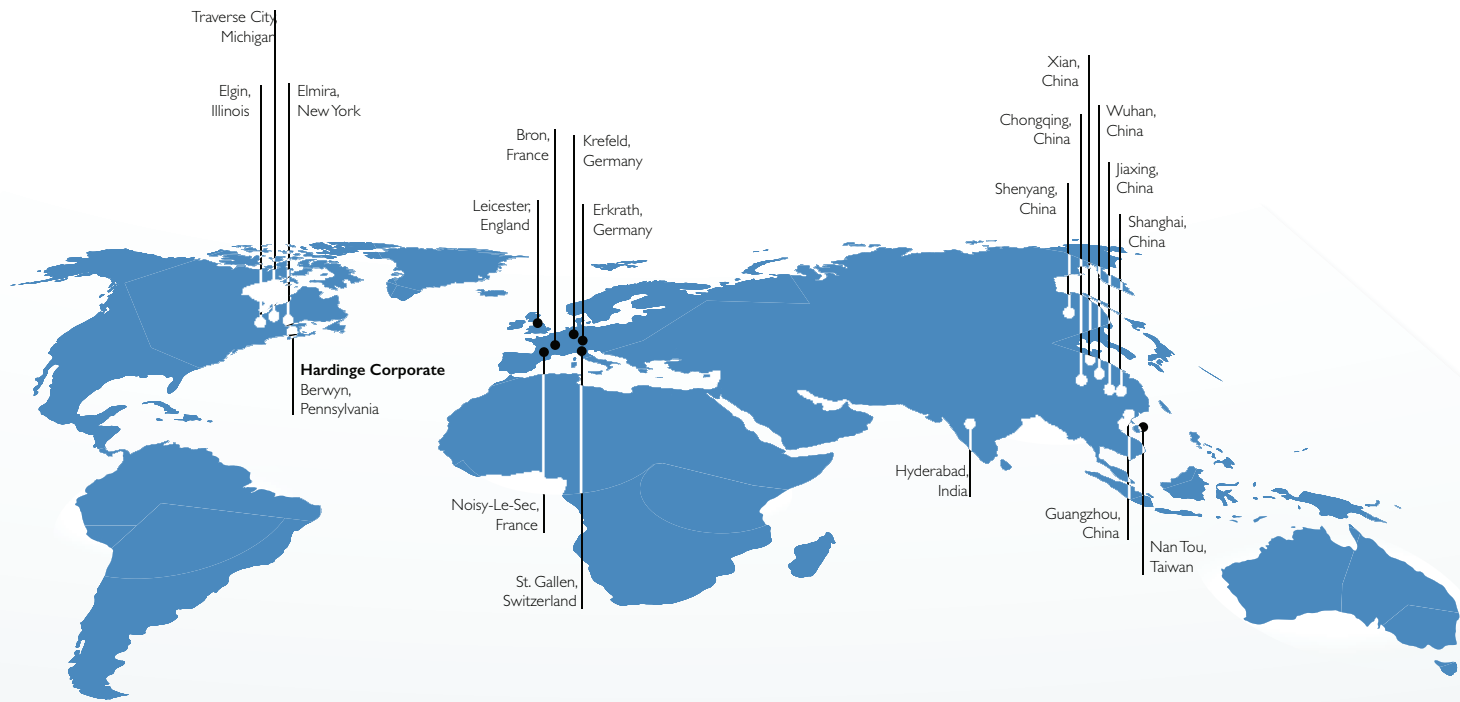 Traverse City,
Michigan
Elgin,
Illinois
Elmira,
New York
Hardinge Corporate
Berwyn,
Pennsylvania
Bron,
France
Krefeld,
Germany
Leicester,
England
Erkrath,
Germany
Noisy-Le-Sec,
France
St. Gallen,
Switzerland
Xian,
China
Chongqing,
China
Wuhan,
China
Jiaxing,
China
Shenyang,
China
Shanghai,
China
Hyderabad,
India
Guangzhou,
China
Nan Tou,
Taiwan